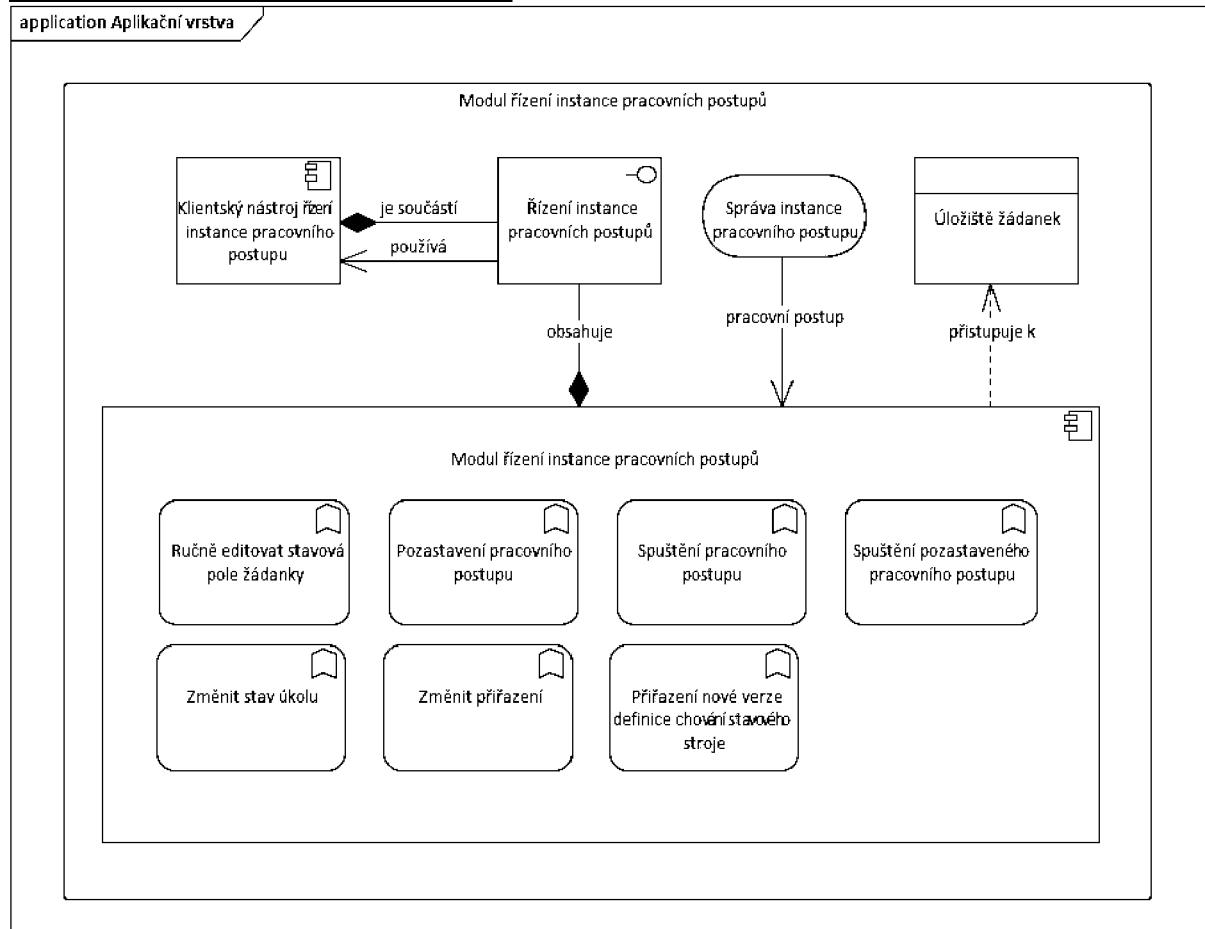 application Aplikační vrstva
Modul řízení instance pracovních postupů
Klientský nástroj řízení
instance pracovního
postupu
je součástí
používá
Řízení instance
pracovních postupů
Správa instance
pracovního postupu
Úložiště žádanek
obsahuje
pracovní postup
přistupuje k
Modul řízení instance pracovních postupů
Ručně editovat stavová
pole žádanky
Pozastavení pracovního
postupu
Spuštění pracovního
postupu
Spuštění pozastaveného
pracovního postupu
Změnit stav úkolu
Změnit přiřazení
Přiřazení nové verze
definice chování stavového
stroje